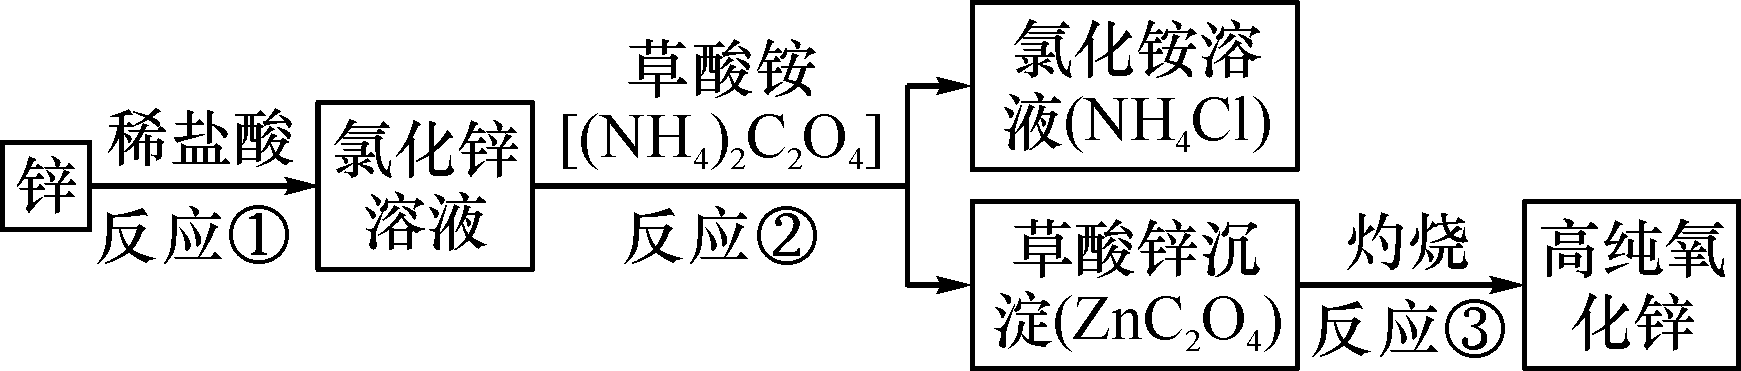 锌
稀盐酸
反应①
氯化锌
溶液
草酸铵
[(NH₄)₂C₂O₄]
反应②
氯化铵溶
液(NH₄Cl)
草酸锌沉
淀(ZnC₂O₄)
灼烧
反应③
高纯氧
化锌